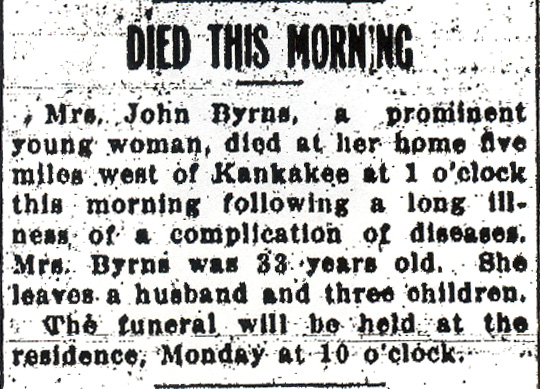 DIED THIS MORNING
Mrs. John Byrns, a prominent
young woman, died at her home five
miles west of Kankakee at 1 o'clock
this morning following a long ill-
ness of a complication of diseases.
Mrs. Byrns was 33 years old. She
leaves a husband and three children.
The funeral will be held at the
residence, Monday at 10 o'clock.